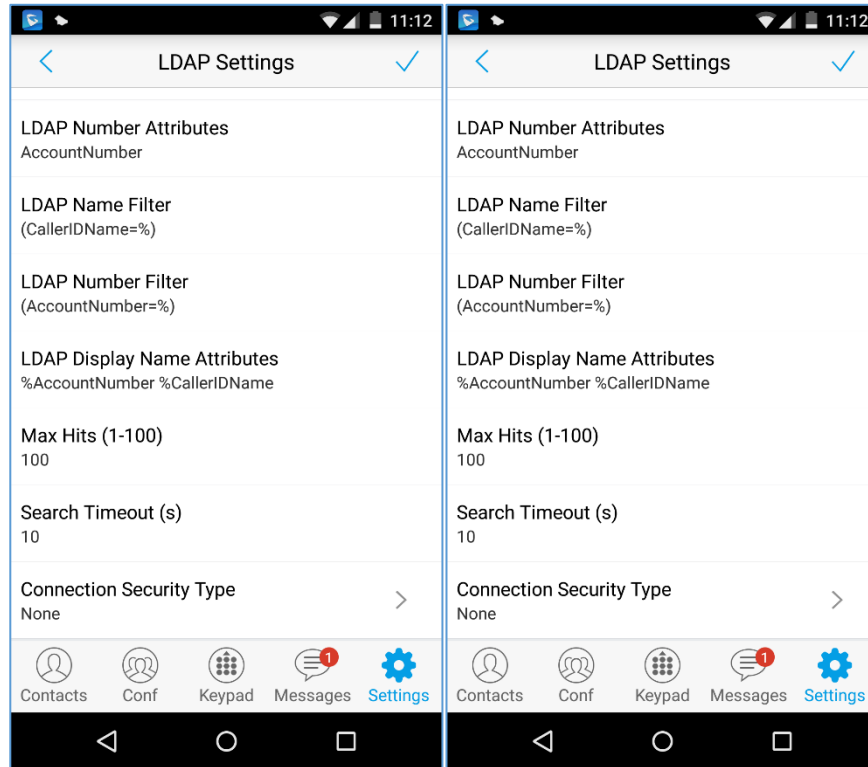 11:12
LDAP Settings
LDAP Number Attributes
AccountNumber
LDAP Name Filter
(CallerIDName=%)
LDAP Number Filter
(AccountNumber=%)
LDAP Display Name Attributes
%AccountNumber %CallerIDName
Max Hits (1-100)
100
Search Timeout (s)
10
Connection Security Type
None
1
Contacts Conf Keypad Messages Settings
11:12
LDAP Settings
LDAP Number Attributes
AccountNumber
LDAP Name Filter
(CallerIDName=%)
LDAP Number Filter
(AccountNumber=%)
LDAP Display Name Attributes
%AccountNumber %CallerIDName
Max Hits (1-100)
100
Search Timeout (s)
10
Connection Security Type
None
1
Contacts Conf Keypad Messages Settings